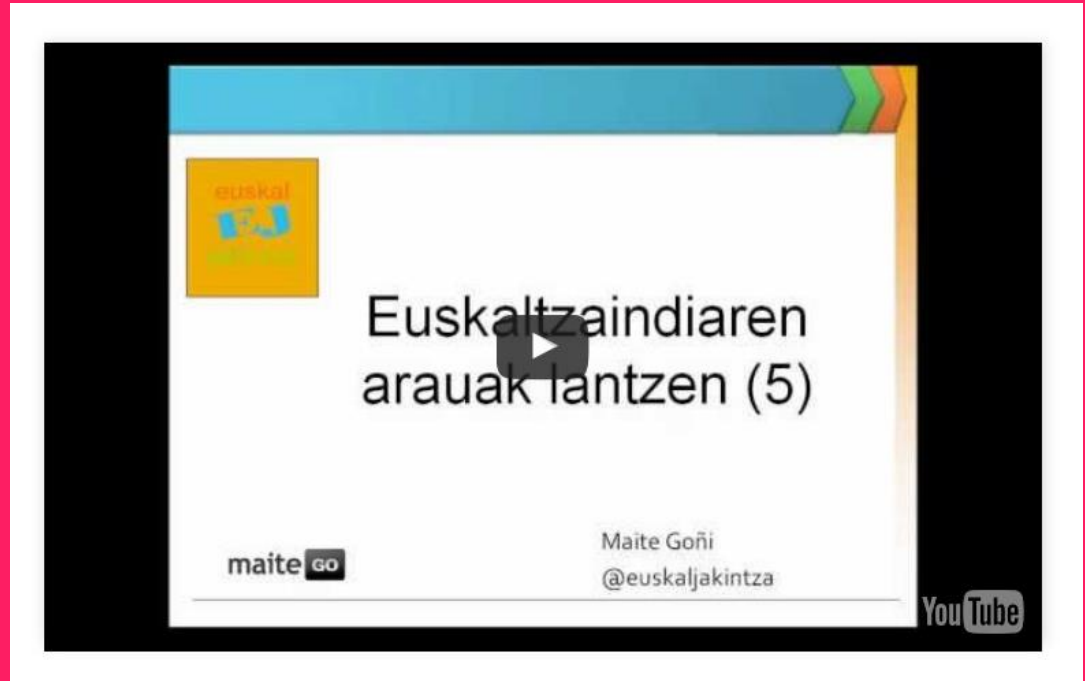 euskal
EJ
Euskaltzaindiaren
arauak lantzen (5)
maite GO
Maite Goñi
@euskaljakintza
YouTube